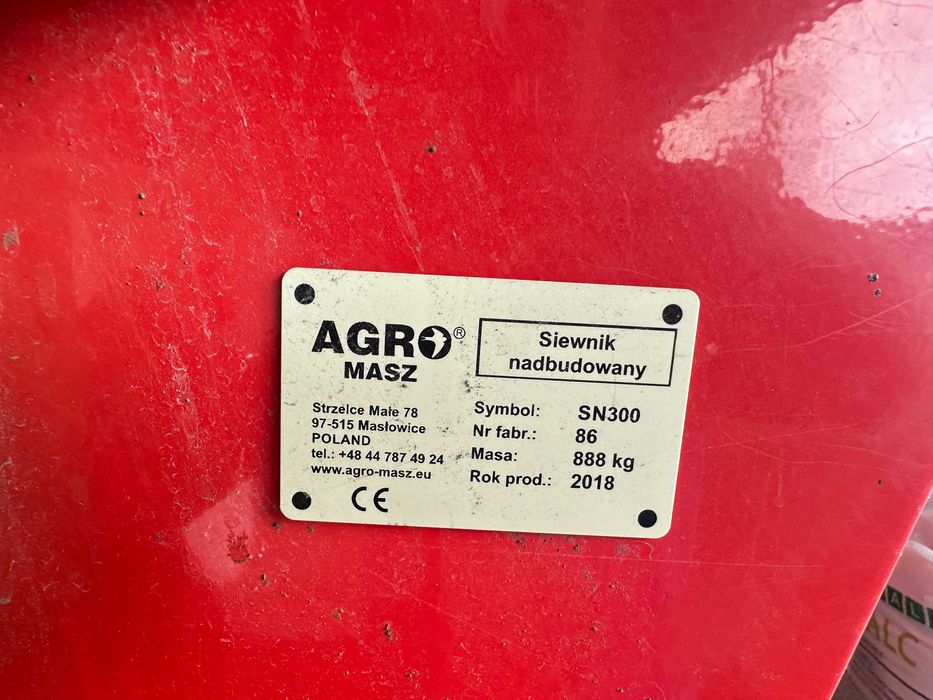 AGRO®
MASZ
Siewnik
nadbudowany
Strzelce Małe 78
97-515 Masłowice
POLAND
tel.: +48 44 787 49 24
www.agro-masz.eu
CE
Symbol: SN300
Nr fabr.: 86
Masa: 888 kg
Rok prod.: 2018
ALC